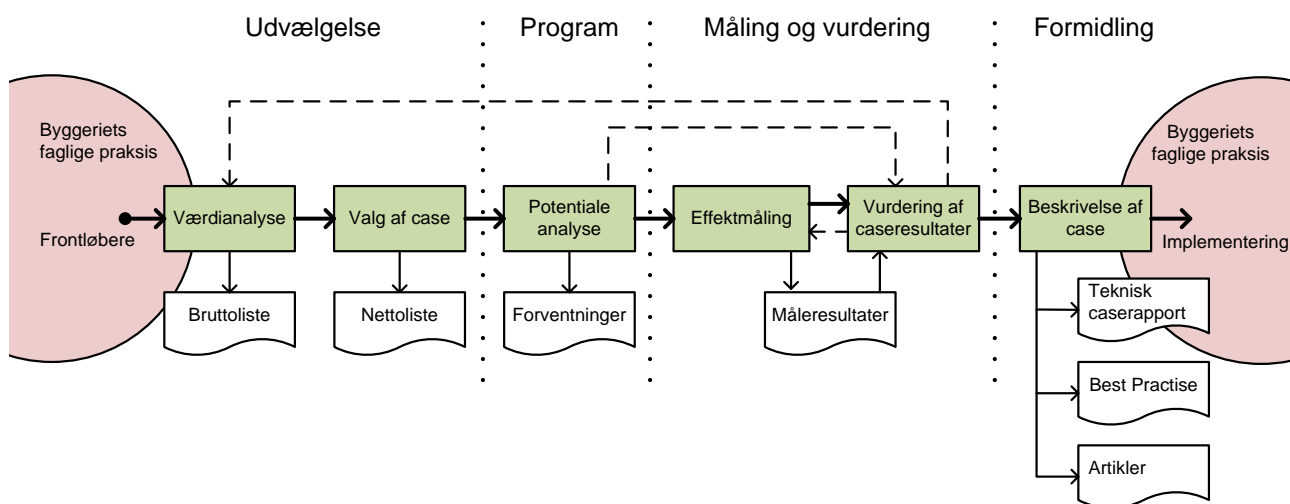 Udvælgelse
Program
Måling og vurdering
Formidling
Byggeriets
faglige praksis
Frontløbere
Værdianalyse
Valg af case
Potentiale
analyse
Effektmåling
Vurdering af
caseresultater
Beskrivelse af
case
Byggeriets
faglige praksis
Implementering
Bruttoliste
Nettoliste
Forventninger
Måleresultater
Teknisk
caserapport
Best Practise
Artikler